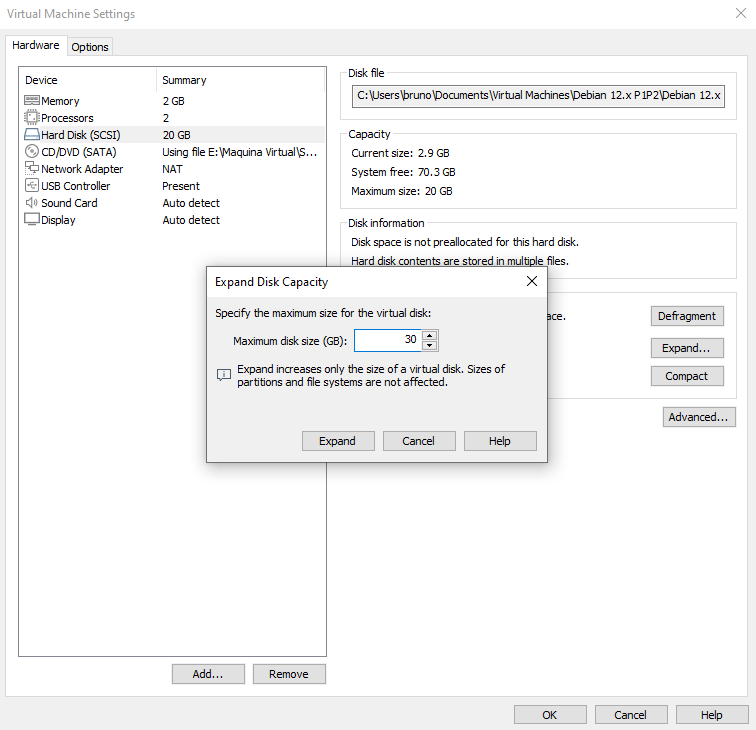 Virtual Machine Settings
Hardware Options
Device Summary
Memory 2 GB
Processors 2
Hard Disk (SCSI) 20 GB
CD/DVD (SATA) Using file E:\Maquina Virtual\S...
Network Adapter NAT
USB Controller Present
Sound Card Auto detect
Display Auto detect
Add... Remove
Disk file
C:\Users\bruno\Documents\Virtual Machines\Debian 12.x P1P2\Debian 12.x
Capacity
Current size: 2.9 GB
System free: 70.3 GB
Maximum size: 20 GB
Disk information
Disk space is not preallocated for this hard disk.
Hard disk contents are stored in multiple files.
Defragment
Expand...
Compact
Advanced...
Expand Disk Capacity
Specify the maximum size for the virtual disk:
Maximum disk size (GB): 30
Expand increases only the size of a virtual disk. Sizes of
partitions and file systems are not affected.
Expand Cancel Help
OK Cancel Help